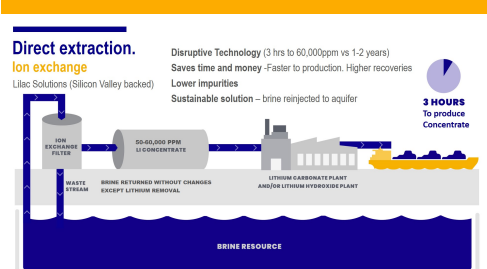 Direct extraction.
Ion exchange
Lilac Solutions (Silicon Valley backed)
Disruptive Technology (3 hrs to 60,000ppm vs 1-2 years)
Saves time and money -Faster to production. Higher recoveries
Lower impurities
Sustainable solution – brine reinjected to aquifer
3 HOURS
To produce
Concentrate
ION
EXCHANGE
FILTER
50-60,000 PPM
LI CONCENTRATE
LITHIUM CARBONATE PLANT
AND/OR LITHIUM HYDROXIDE PLANT
WASTE
STREAM
BRINE RETURNED WITHOUT CHANGES
EXCEPT LITHIUM REMOVAL
BRINE RESOURCE